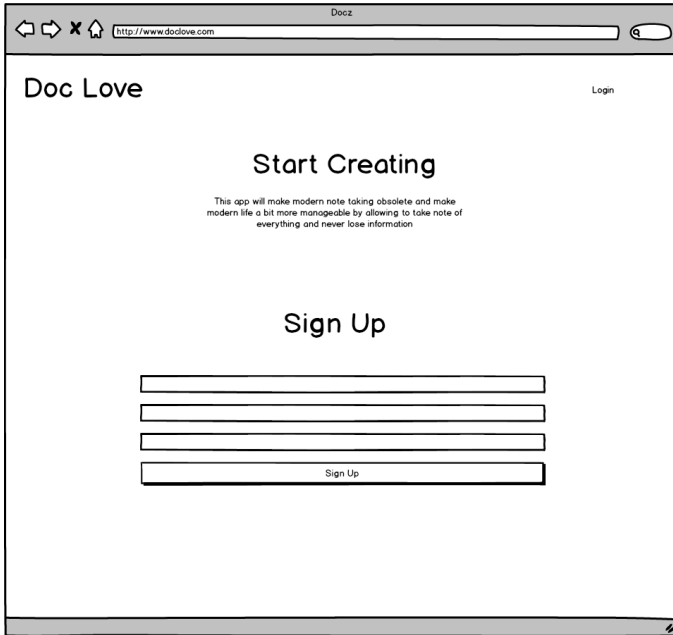 Docz
http://www.doclove.com
Doc Love
Login
Start Creating
This app will make modern note taking obsolete and make
modern life a bit more manageable by allowing to take note of
everything and never lose information
Sign Up
Sign Up